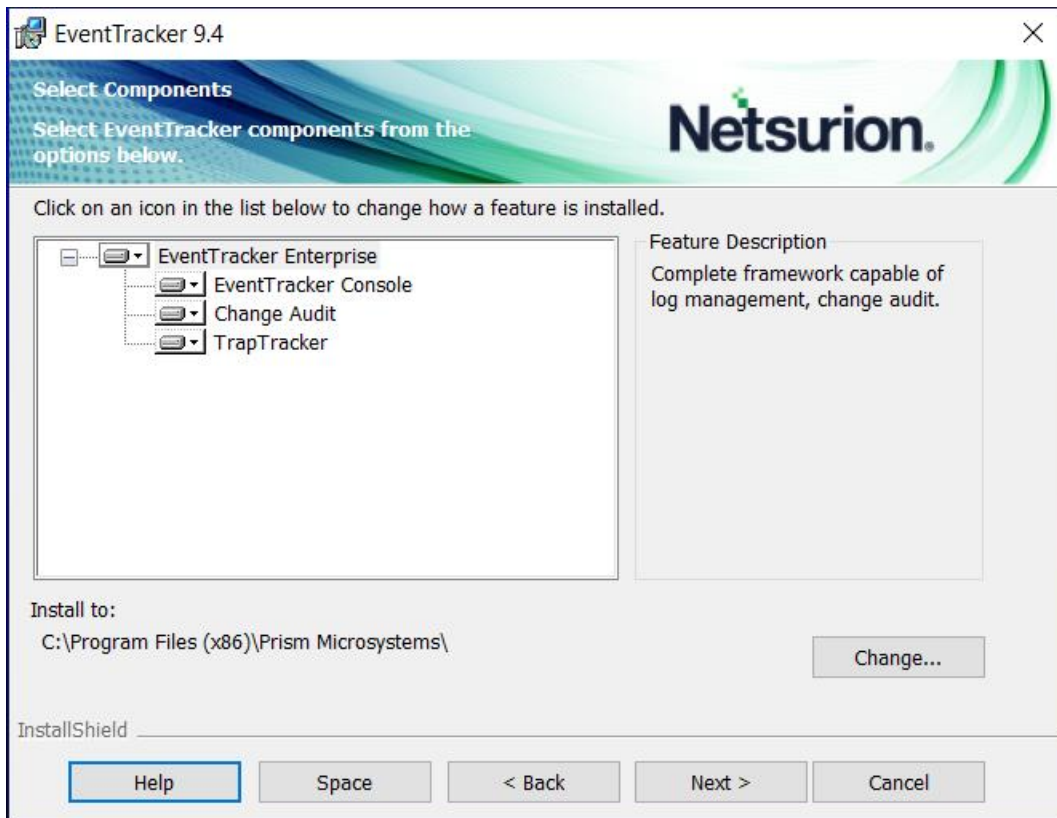 EventTracker 9.4
Select Components
Select EventTracker components from the
options below.
Netsurion®
Click on an icon in the list below to change how a feature is installed.
EventTracker Enterprise
EventTracker Console
Change Audit
TrapTracker
Feature Description
Complete framework capable of
log management, change audit.
Install to:
C:\Program Files (x86)\Prism Microsystems\
Change...
InstallShield
Help
Space
< Back
Next >
Cancel